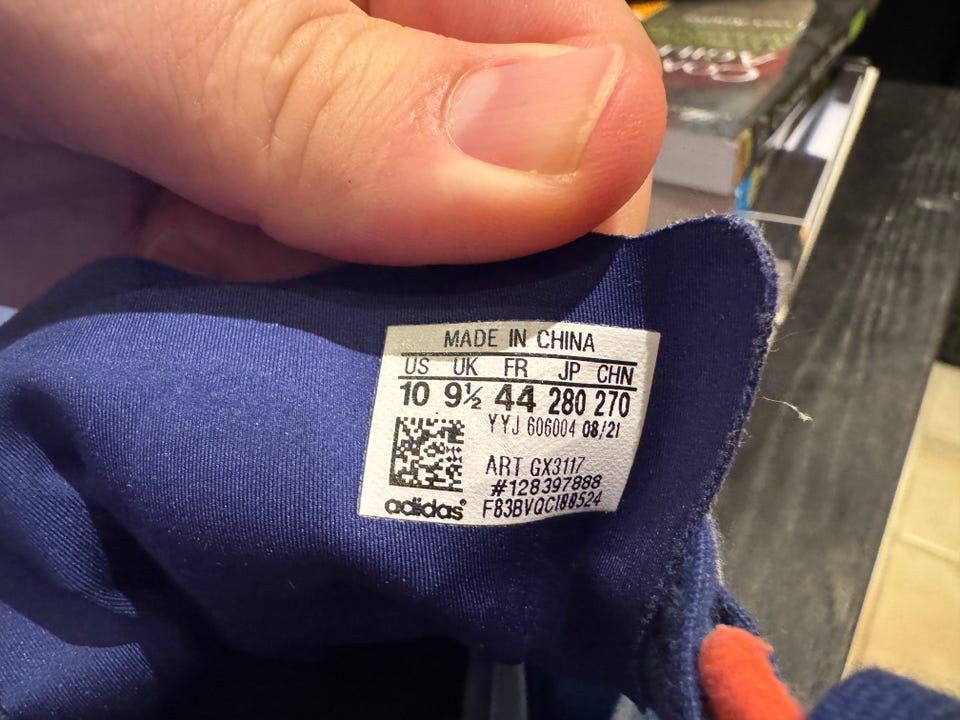 MADE IN CHINA
US UK FR JP CHN
10 9½ 44 280 270
YYJ 606004 08/21
ART GX3117
#128397888
adidas F83BVQC188524